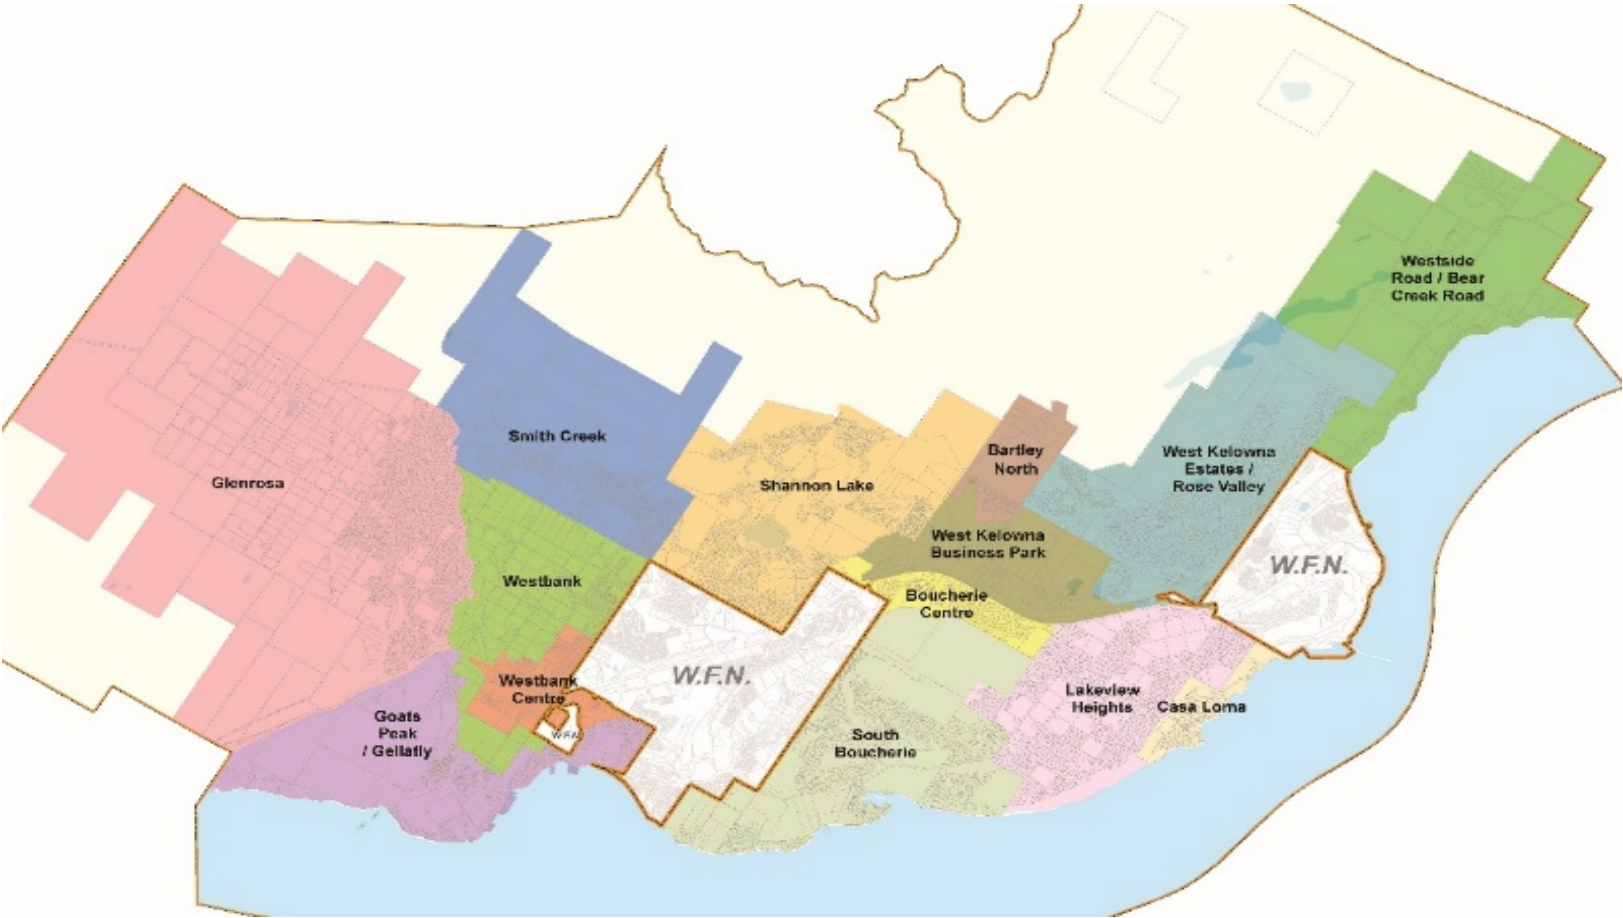 Westside
Road / Bear
Creek Road
Smith Creek
Bartley
North
West Kelowna
Estates /
Rose Valley
Glenrosa
Shannon Lake
West Kelowna
Business Park
W.F.N.
Westbank
Boucherie
Centre
Westbank
Centre
W.F.N.
Lakeview
Heights
Casa Loma
Goats
Peak
/ Gellatly
W.F.N.
South
Boucherie